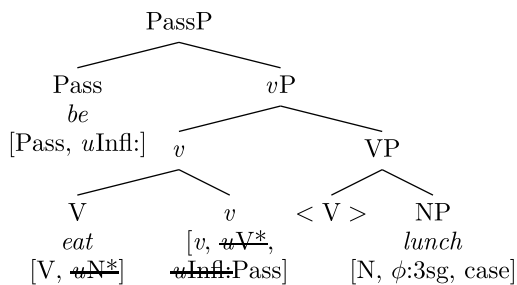 PassP
Pass vP
be
[Pass, uInfl:] v VP
V v < V > NP
eat [v, uV*, lunch
[V, uN*] uInfl:Pass] [N, ϕ:3sg, case]